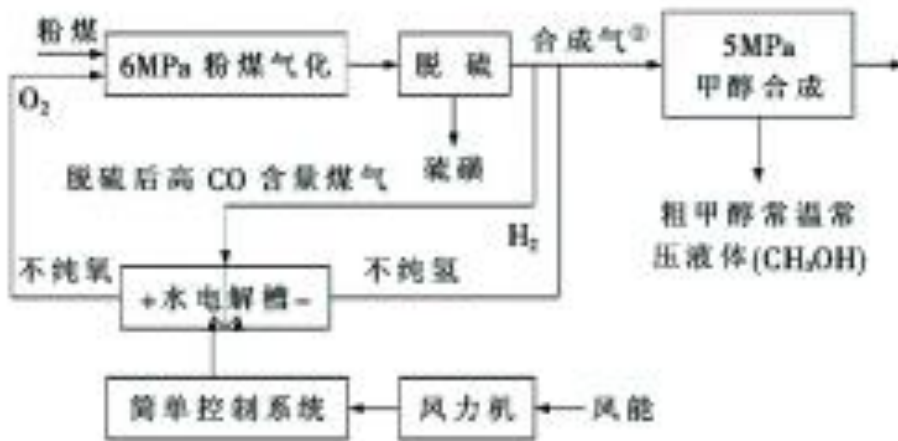 粉煤
O₂
6MPa 粉煤气化
脱硫
合成气②
5MPa
甲醇合成
脱硫后高 CO 含量煤气
硫磺
H₂
粗甲醇常温常
压液体(CH₃OH)
不纯氧
+水电解槽-
不纯氢
简单控制系统
风力机
风能